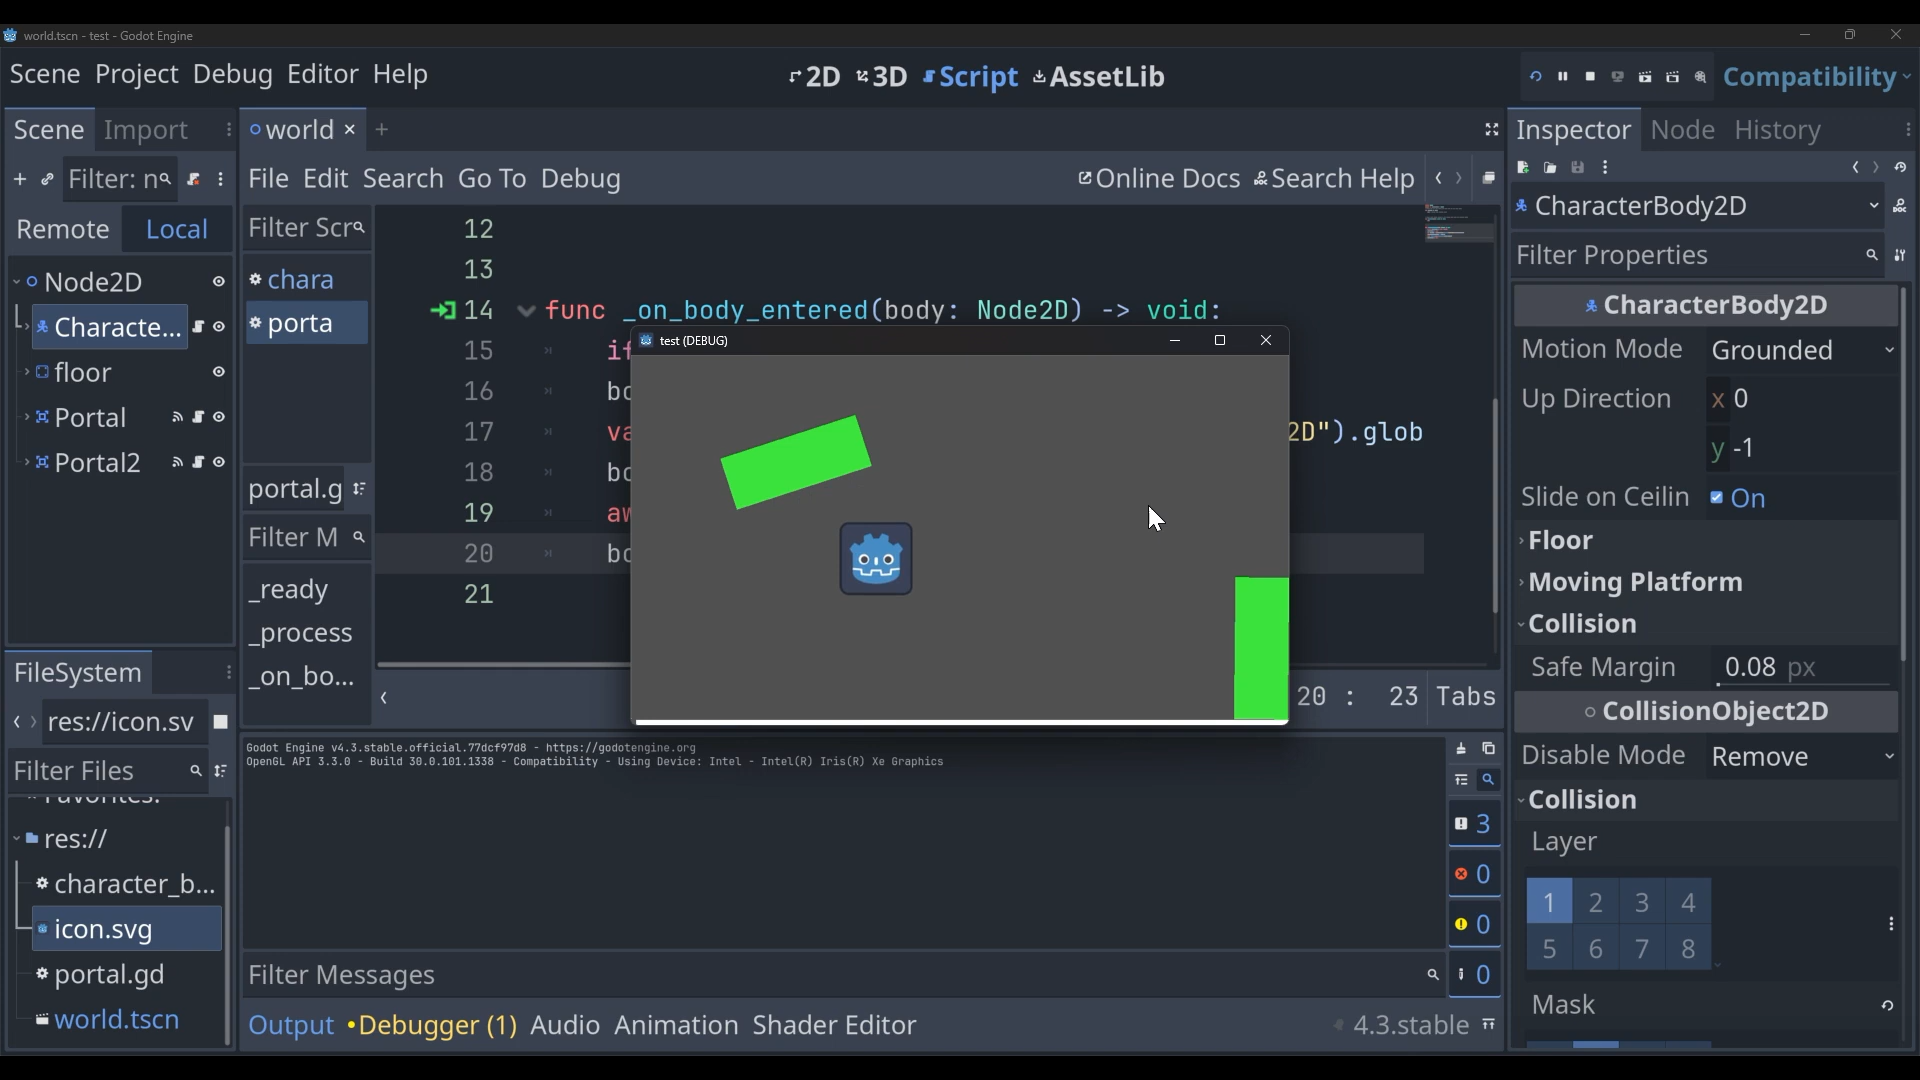 world.tscn - test - Godot Engine
Scene Project Debug Editor Help
2D 3D Script AssetLib
Compatibility
Scene Import
Filter: n
Remote Local
Node2D
Characte...
floor
Portal
Portal2
FileSystem
res://icon.sv
Filter Files
res://
character_b...
icon.svg
portal.gd
world.tscn
world
File Edit Search Go To Debug
Online Docs Search Help
Filter Scr
chara
porta
portal.g
Filter M
_ready
_process
_on_bo...
12
13
14 func _on_body_entered(body: Node2D) -> void:
15
16
17 2D").glob
18
19
20
21
test (DEBUG)
20 : 23 Tabs
Godot Engine v4.3.stable.official.77dcf97d8 - https://godotengine.org
OpenGL API 3.3.0 - Build 30.0.101.1338 - Compatibility - Using Device: Intel - Intel(R) Iris(R) Xe Graphics
3
0
0
0
Filter Messages
Output Debugger (1) Audio Animation Shader Editor
4.3.stable
Inspector Node History
CharacterBody2D
Filter Properties
CharacterBody2D
Motion Mode Grounded
Up Direction x 0
y -1
Slide on Ceilin On
Floor
Moving Platform
Collision
Safe Margin 0.08 px
CollisionObject2D
Disable Mode Remove
Collision
Layer
1 2 3 4
5 6 7 8
Mask